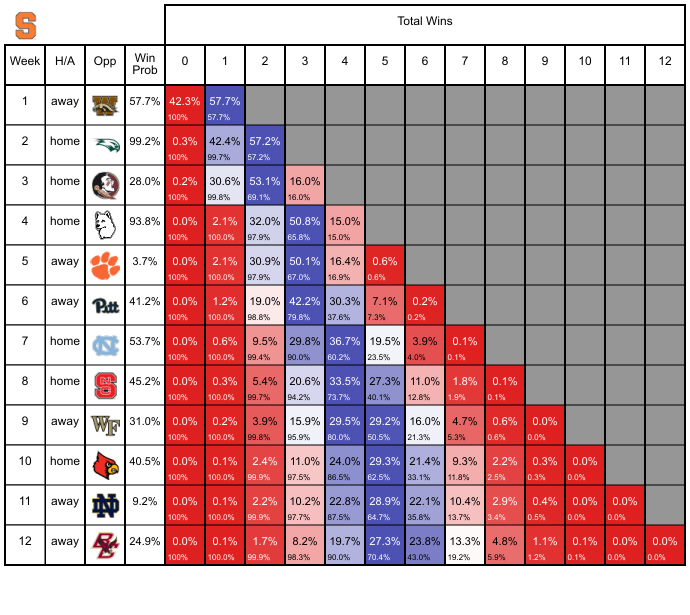 S
Total Wins
Week H/A Opp Win Prob 0 1 2 3 4 5 6 7 8 9 10 11 12
1 away W 57.7% 42.3% 57.7%
100% 57.7%
2 home 99.2% 0.3% 42.4% 57.2%
100% 99.7% 57.2%
3 home 28.0% 0.2% 30.6% 53.1% 16.0%
100% 99.8% 69.1% 16.0%
4 home 93.8% 0.0% 2.1% 32.0% 50.8% 15.0%
100% 100.0% 97.9% 65.8% 15.0%
5 away 3.7% 0.0% 2.1% 30.9% 50.1% 16.4% 0.6%
100% 100.0% 97.9% 67.0% 16.9% 0.6%
6 away Pitt 41.2% 0.0% 1.2% 19.0% 42.2% 30.3% 7.1% 0.2%
100% 100.0% 98.8% 79.8% 37.6% 7.3% 0.2%
7 home NC 53.7% 0.0% 0.6% 9.5% 29.8% 36.7% 19.5% 3.9% 0.1%
100% 100.0% 99.4% 90.0% 60.2% 23.5% 4.0% 0.1%
8 home S 45.2% 0.0% 0.3% 5.4% 20.6% 33.5% 27.3% 11.0% 1.8% 0.1%
100% 100.0% 99.7% 94.2% 73.7% 40.1% 12.8% 1.9% 0.1%
9 away WF 31.0% 0.0% 0.2% 3.9% 15.9% 29.5% 29.2% 16.0% 4.7% 0.6% 0.0%
100% 100.0% 99.8% 95.9% 80.0% 50.5% 21.3% 5.3% 0.6% 0.0%
10 home 40.5% 0.0% 0.1% 2.4% 11.0% 24.0% 29.3% 21.4% 9.3% 2.2% 0.3% 0.0%
100% 100.0% 99.9% 97.5% 86.5% 62.5% 33.1% 11.8% 2.5% 0.3% 0.0%
11 away ND 9.2% 0.0% 0.1% 2.2% 10.2% 22.8% 28.9% 22.1% 10.4% 2.9% 0.4% 0.0% 0.0%
100% 100.0% 99.9% 97.7% 87.5% 64.7% 35.8% 13.7% 3.4% 0.5% 0.0% 0.0%
12 away BC 24.9% 0.0% 0.1% 1.7% 8.2% 19.7% 27.3% 23.8% 13.3% 4.8% 1.1% 0.1% 0.0% 0.0%
100% 100.0% 99.9% 98.3% 90.0% 70.4% 43.0% 19.2% 5.9% 1.2% 0.1% 0.0% 0.0%